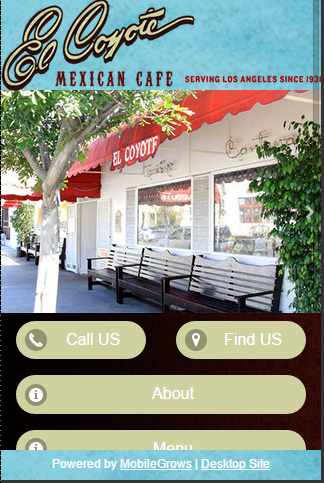 El Coyote
MEXICAN CAFE
SERVING LOS ANGELES SINCE 193
EL COYOTE
Call US
Find US
About
Menu
Powered by MobileGrows | Desktop Site